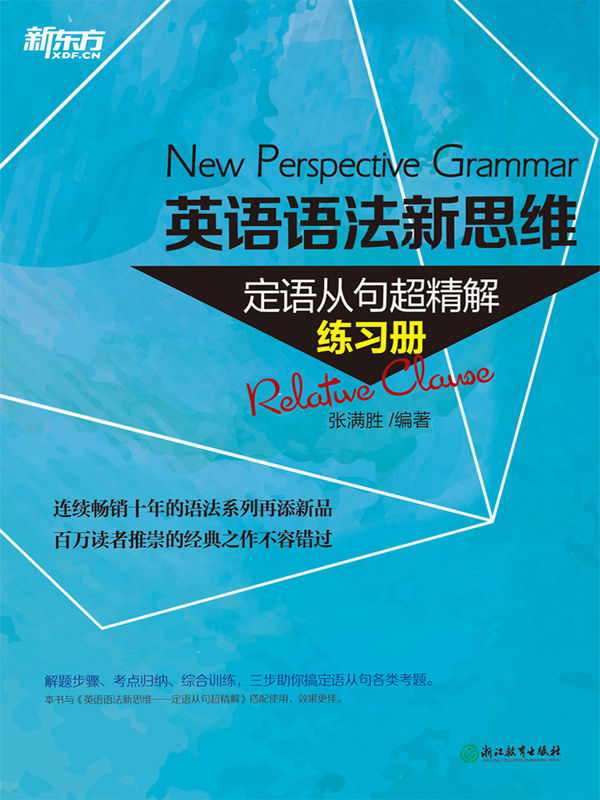 新东方
XDF.CN
New Perspective Grammar
英语语法新思维
定语从句超精解
练习册
Relative Clause
张满胜 /编著
连续畅销十年的语法系列再添新品
百万读者推崇的经典之作不容错过
解题步骤、考点归纳、综合训练，三步助你搞定语从句各类考题。
本书与《英语语法新思维——定语从句超精解》搭配使用，效果更佳。
浙江教育出版社